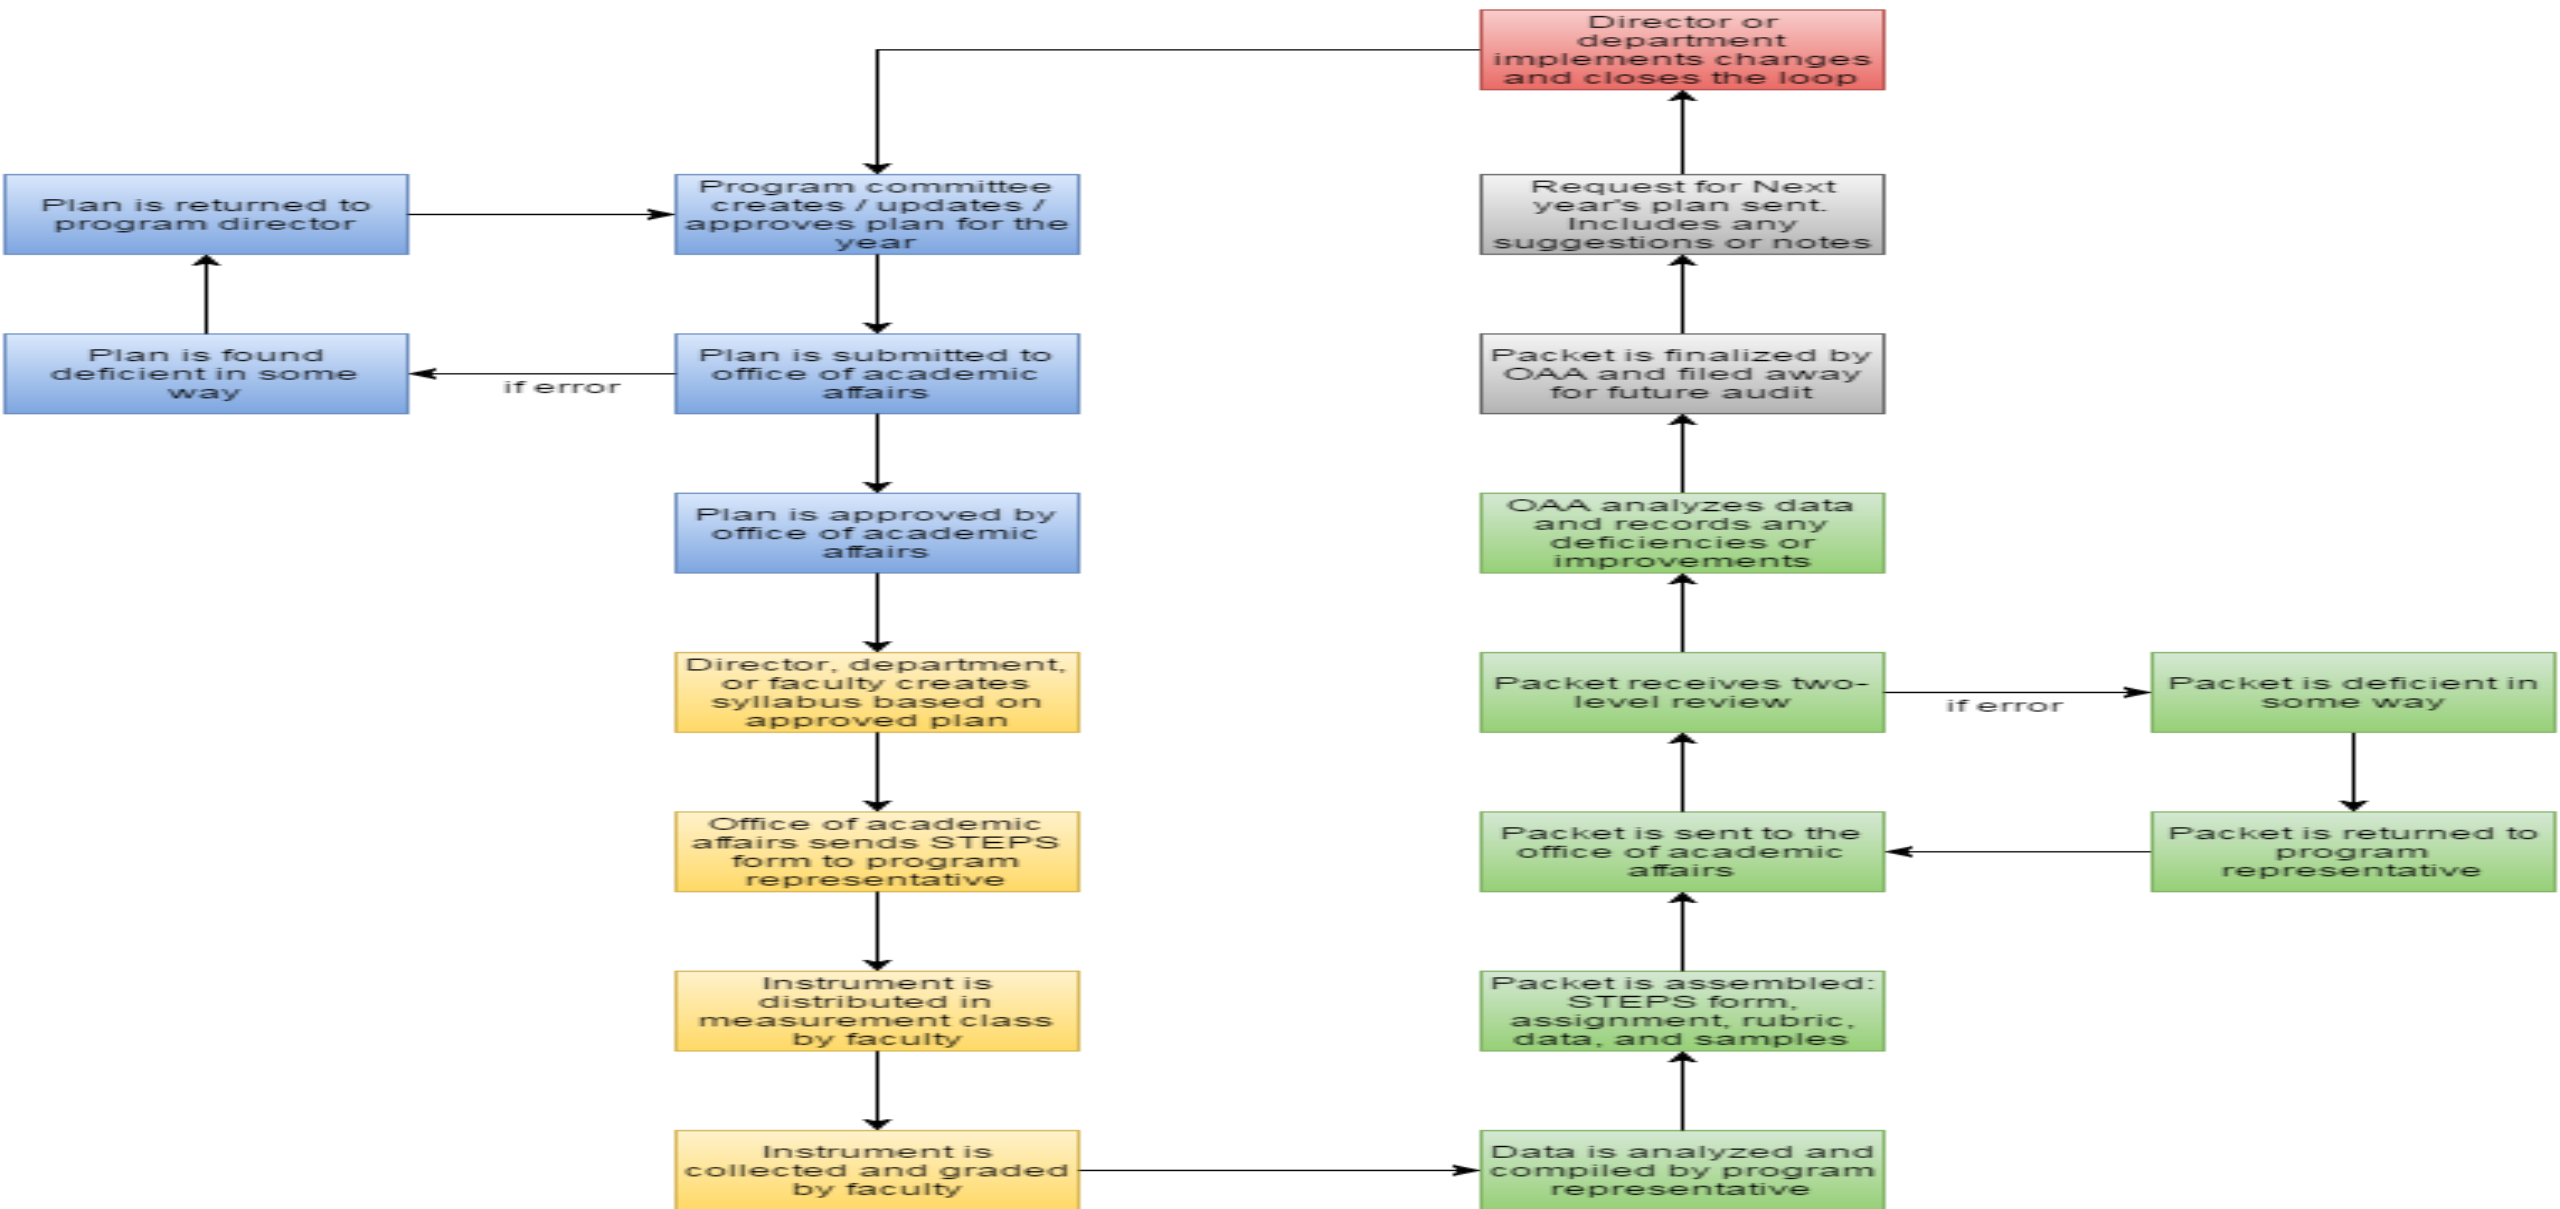 Director or
department
implements changes
and closes the loop
Plan is returned to
program director
Program committee
creates / updates /
approves plan for the
year
Request for Next
year's plan sent.
Includes any
suggestions or notes
Plan is found
deficient in some
way
if error
Plan is submitted to
office of academic
affairs
Packet is finalized by
OAA and filed away
for future audit
Plan is approved by
office of academic
affairs
OAA analyzes data
and records any
deficiencies or
improvements
Director, department,
or faculty creates
syllabus based on
approved plan
Packet receives two-
level review
if error
Packet is deficient in
some way
Office of academic
affairs sends STEPS
form to program
representative
Packet is sent to the
office of academic
affairs
Packet is returned to
program
representative
Instrument is
distributed in
measurement class
by faculty
Packet is assembled:
STEPS form,
assignment, rubric,
data, and samples
Instrument is
collected and graded
by faculty
Data is analyzed and
compiled by program
representative